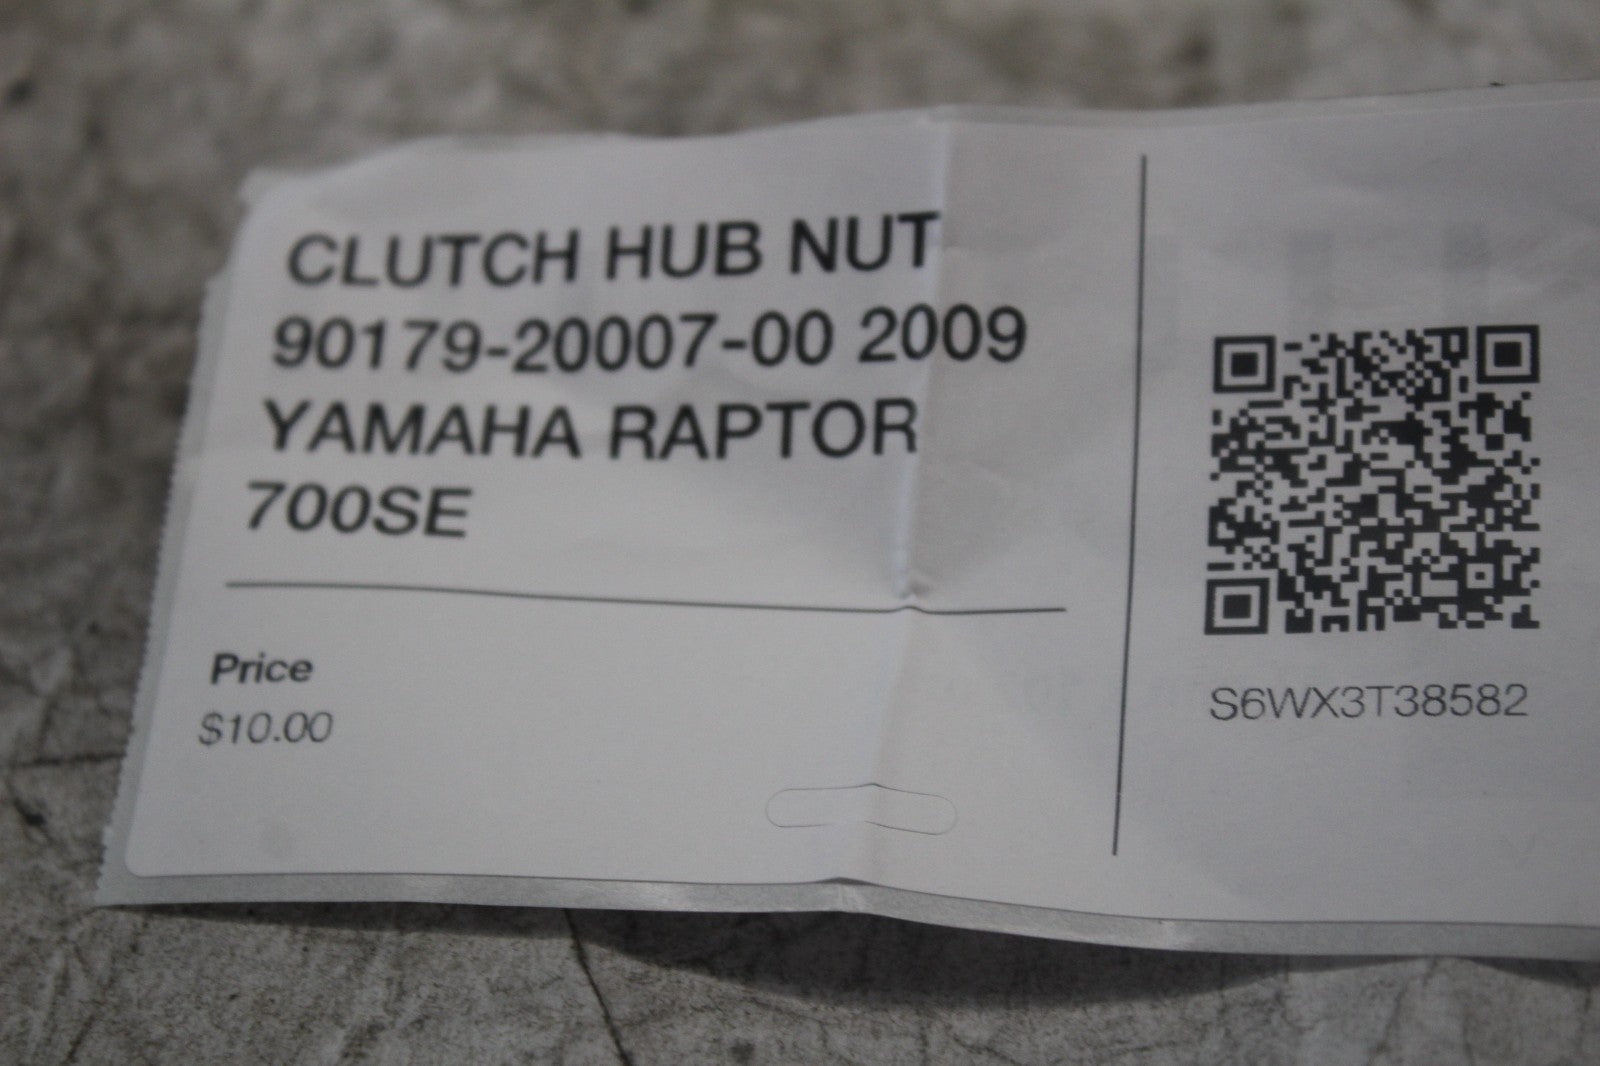 CLUTCH HUB NUT
90179-20007-00 2009
YAMAHA RAPTOR
700SE
Price
$10.00
S6WX3T38582